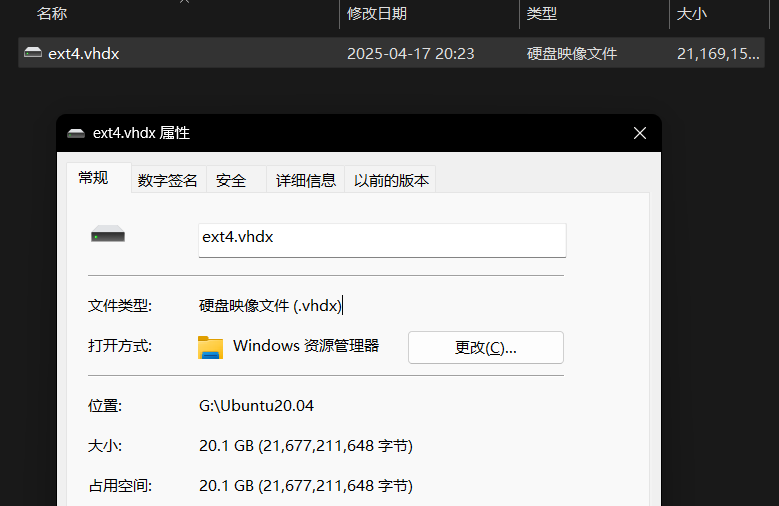 名称 修改日期 类型 大小
ext4.vhdx 2025-04-17 20:23 硬盘映像文件 21,169,15...
ext4.vhdx 属性
常规 数字签名 安全 详细信息 以前的版本
ext4.vhdx
文件类型: 硬盘映像文件 (.vhdx)
打开方式: Windows 资源管理器 更改(C)...
位置: G:\Ubuntu20.04
大小: 20.1 GB (21,677,211,648 字节)
占用空间: 20.1 GB (21,677,211,648 字节)